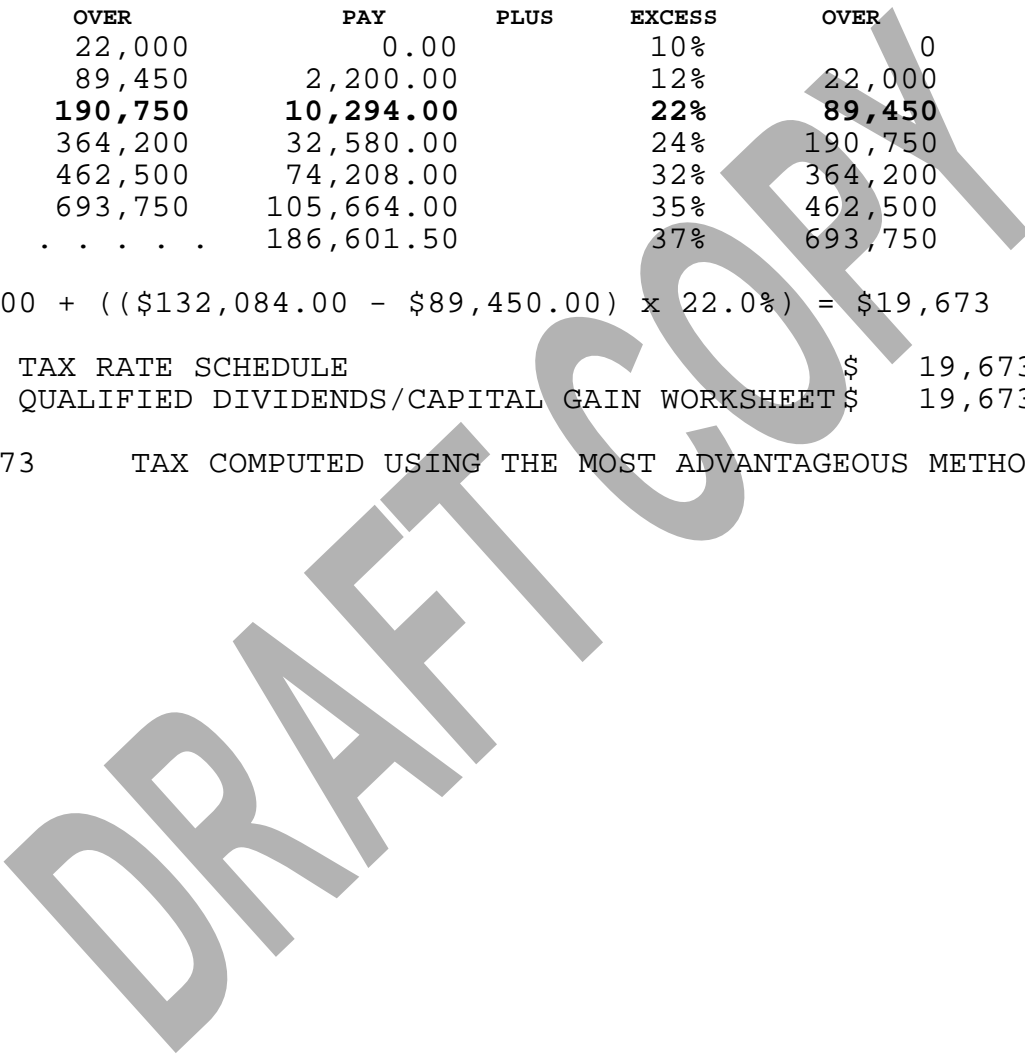 OVER PAY PLUS EXCESS OVER
22,000 0.00 10% 0
89,450 2,200.00 12% 22,000
190,750 10,294.00 22% 89,450
364,200 32,580.00 24% 190,750
462,500 74,208.00 32% 364,200
693,750 105,664.00 35% 462,500
. . . . . 186,601.50 37% 693,750
00 + (($132,084.00 - $89,450.00) x 22.0%) = $19,673
TAX RATE SCHEDULE $ 19,673
QUALIFIED DIVIDENDS/CAPITAL GAIN WORKSHEET $ 19,673
73 TAX COMPUTED USING THE MOST ADVANTAGEOUS METHO
DRAFT COPY